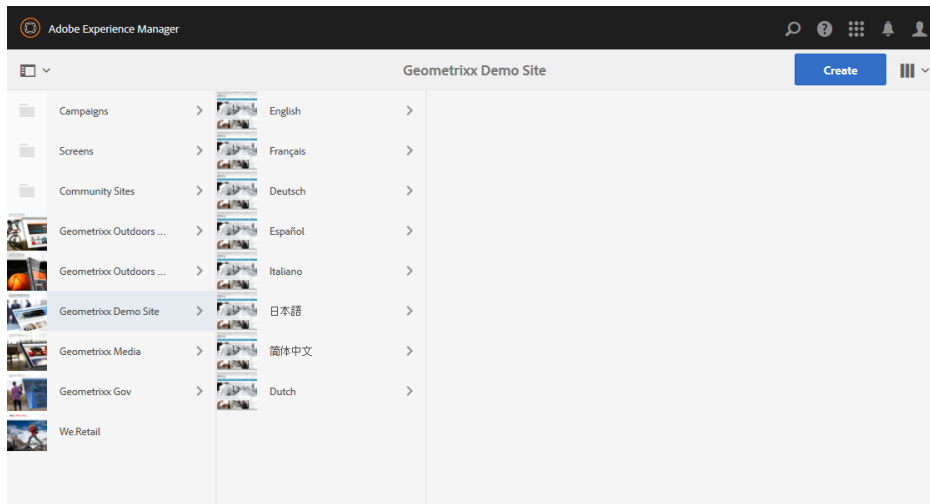 Adobe Experience Manager
Geometrixx Demo Site
Create
Campaigns
Screens
Community Sites
Geometrixx Outdoors ...
Geometrixx Outdoors ...
Geometrixx Demo Site
Geometrixx Media
Geometrixx Gov
We.Retail
English
Français
Deutsch
Español
Italiano
日本語
简体中文
Dutch